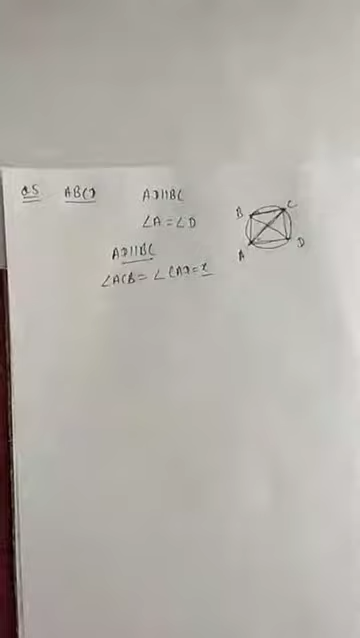 Q5 ABCD AD||BC
∠A = ∠D
AD||BC
∠ACB = ∠CAD = x
B C
A D